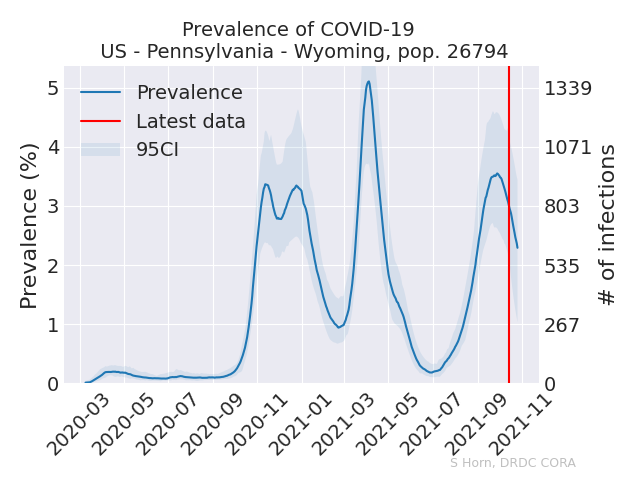 Prevalence of COVID-19
US - Pennsylvania - Wyoming, pop. 26794
Prevalence
Latest data
95CI
Prevalence (%)
5
4
3
2
1
0
# of infections
1339
1071
803
535
267
0
2020-03
2020-05
2020-07
2020-09
2020-11
2021-01
2021-03
2021-05
2021-07
2021-09
2021-11
S Horn, DRDC CORA